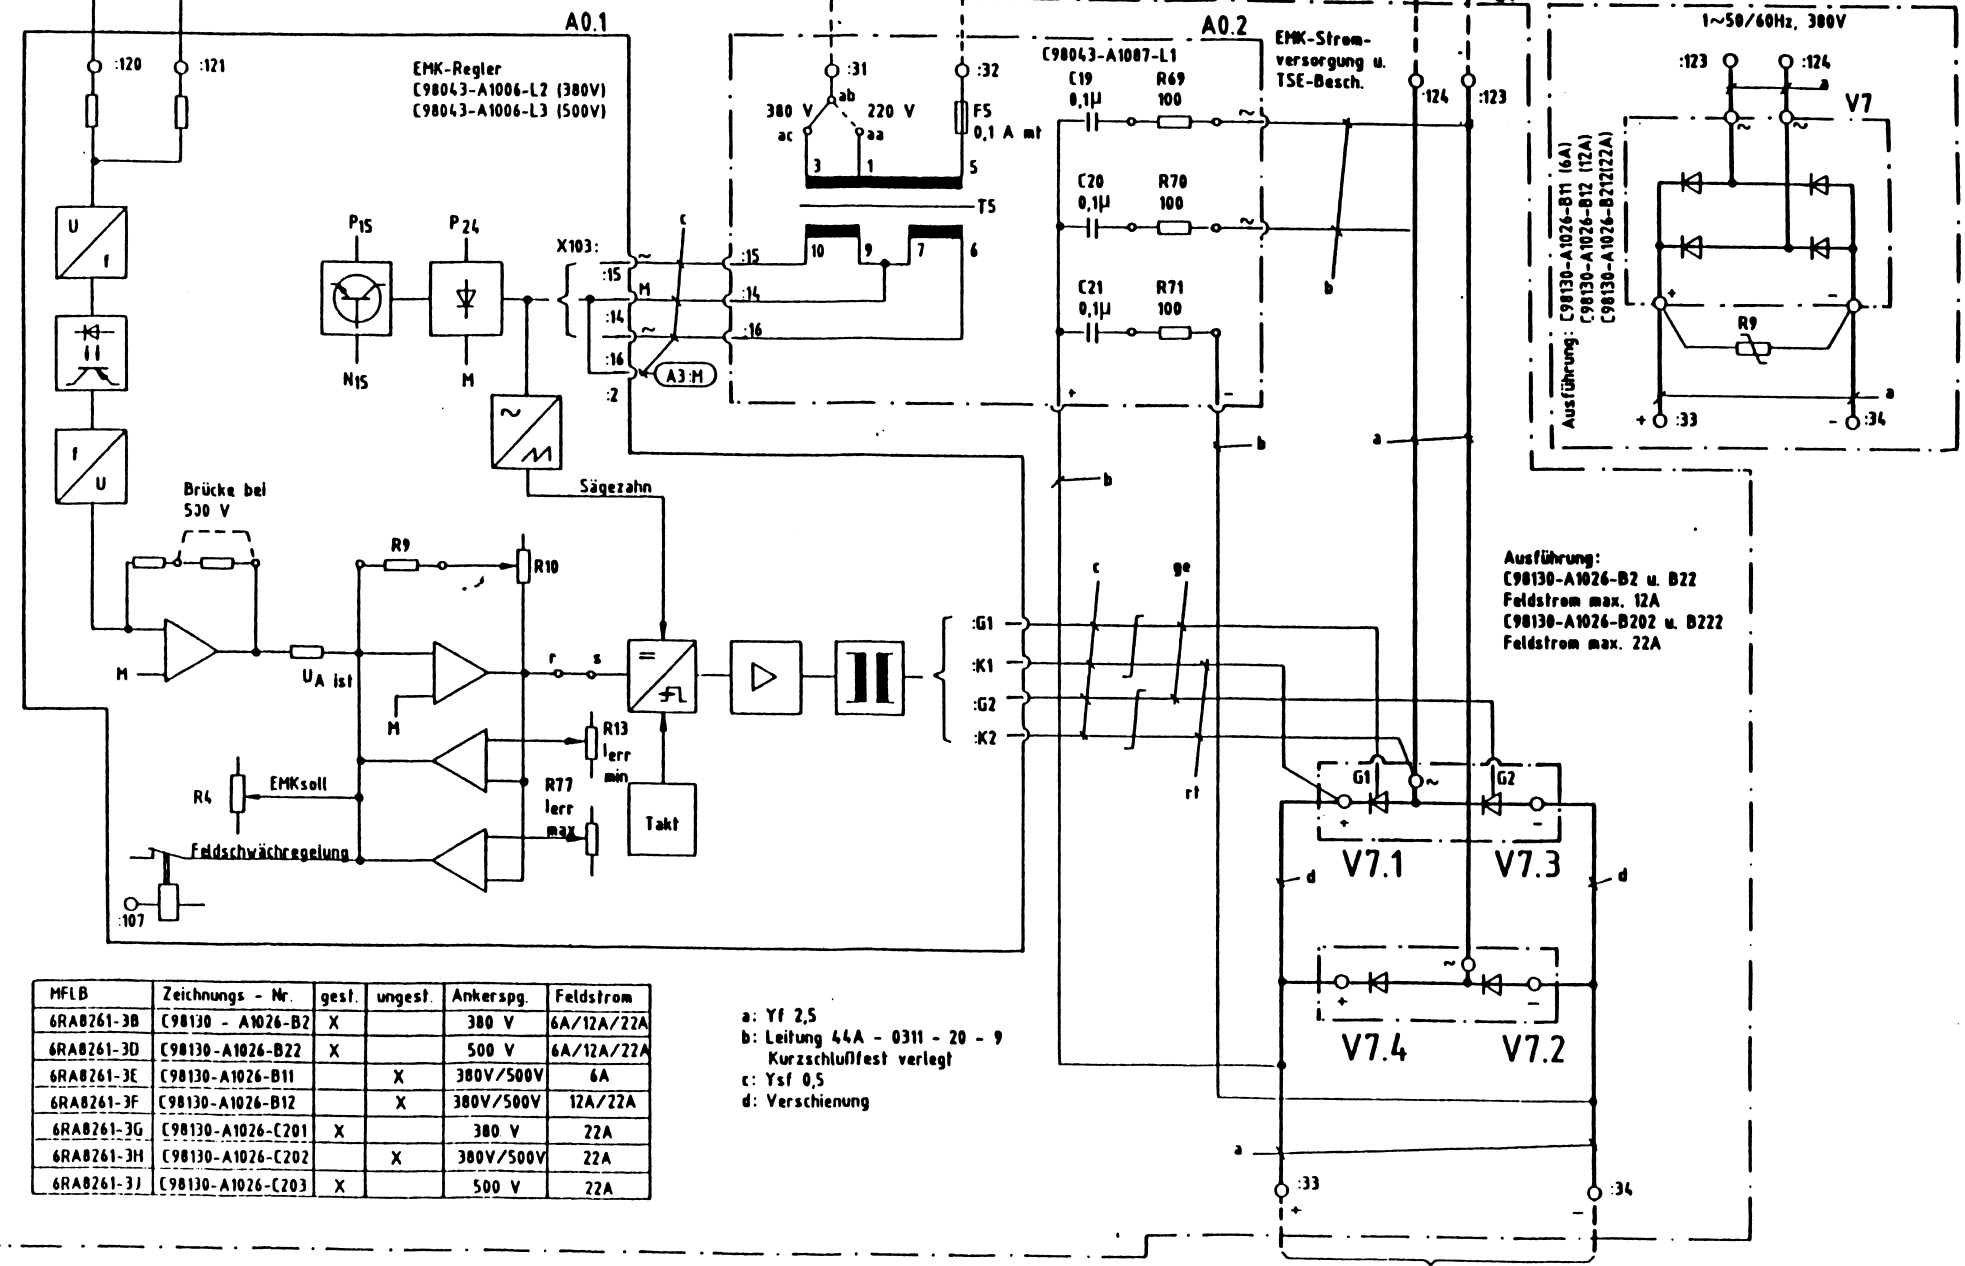 A0.1
:120
:121
EMK-Regler
C98043-A1006-L2 (380V)
C98043-A1006-L3 (500V)
U
f
f
U
P15
P24
N15
M
X103:
:15
M
:14
:16
:2
~
~
c
A3:M
Sägezahn
Brücke bei
500 V
M
UA ist
R9
R10
M
r
s
R13
Ierr
min
R77
Ierr
max
R4
EMKsoll
Feldschwächregelung
:107
Takt
=
~
A0.2
C98043-A1087-L1
:31
:32
ab
380 V
220 V
ac
aa
F5
0,1 A mt
3
1
5
T5
10
9
7
6
:15
:14
:16
C19
0,1µ
R69
100
C20
0,1µ
R70
100
C21
0,1µ
R71
100
~
~
+
-
EMK-Strom-
versorgung u.
TSE-Besch.
:124
:123
b
b
b
a
c
ge
rt
:G1
:K1
:G2
:K2
G1
G2
~
+
-
V7.1
V7.3
d
d
~
+
-
V7.4
V7.2
a
:33
:34
+
-
1~50/60Hz, 380V
:123
:124
a
V7
~
~
+
-
R9
a
+
:33
-
:34
Ausführung: C98130-A1026-B11 (6A)
C98130-A1026-B12 (12A)
C98130-A1026-B212(22A)
Ausführung:
C98130-A1026-B2 u. B22
Feldstrom max. 12A
C98130-A1026-B202 u. B222
Feldstrom max. 22A
MFLB Zeichnungs - Nr. gest. ungest. Ankerspg. Feldstrom
6RA8261-3B C98130 - A1026-B2 X 380 V 6A/12A/22A
6RA8261-3D C98130-A1026-B22 X 500 V 6A/12A/22A
6RA8261-3E C98130-A1026-B11 X 380V/500V 6A
6RA8261-3F C98130-A1026-B12 X 380V/500V 12A/22A
6RA8261-3G C98130-A1026-C201 X 380 V 22A
6RA8261-3H C98130-A1026-C202 X 380V/500V 22A
6RA8261-3J C98130-A1026-C203 X 500 V 22A
a: Yf 2,5
b: Leitung 44A - 0311 - 20 - 9
Kurzschlußfest verlegt
c: Ysf 0,5
d: Verschienung